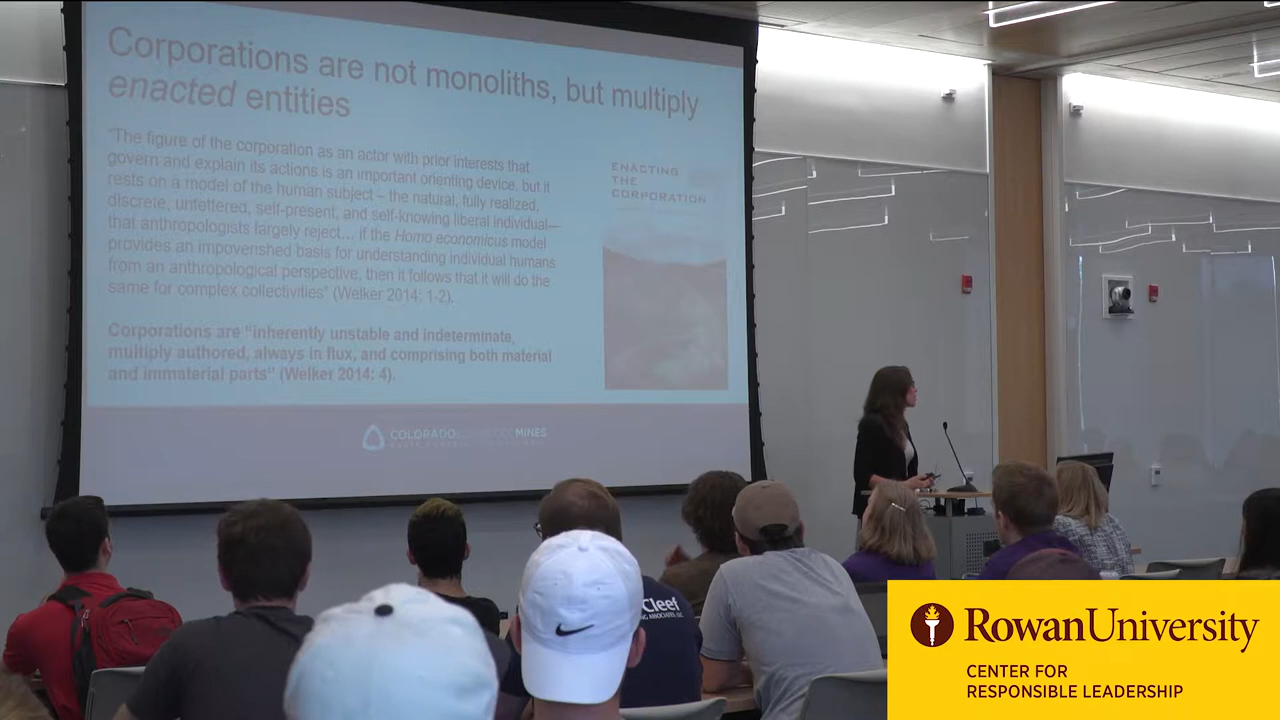 Corporations are not monoliths, but multiply
enacted entities
"The figure of the corporation as an actor with prior interests that
govern and explain its actions is an important orienting device, but it
rests on a model of the human subject – the natural, fully realized,
discrete, unfettered, self-present, and self-knowing liberal individual—
that anthropologists largely reject... if the Homo economicus model
provides an impoverished basis for understanding individual humans
from an anthropological perspective, then it follows that it will do the
same for complex collectivities" (Welker 2014: 1-2).
Corporations are "inherently unstable and indeterminate,
multiply authored, always in flux, and comprising both material
and immaterial parts" (Welker 2014: 4).
ENACTING
THE
CORPORATION
COLORADO MINES
Cleef
ASSOCIATES,
Rowan University
CENTER FOR
RESPONSIBLE LEADERSHIP